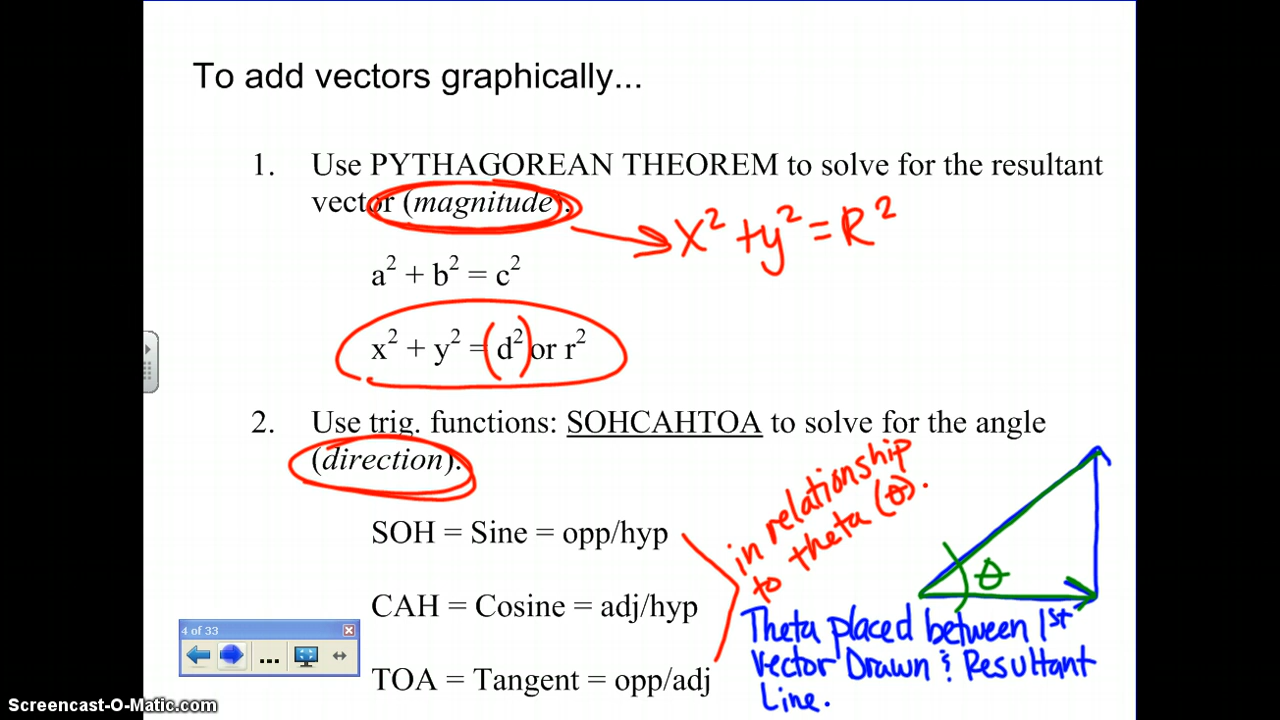 To add vectors graphically...
1. Use PYTHAGOREAN THEOREM to solve for the resultant
vector (magnitude).
x² + y² = R²
a² + b² = c²
x² + y² = (d²) or r²
2. Use trig. functions: SOHCAHTOA to solve for the angle
(direction).
in relationship
to theta (θ).
SOH = Sine = opp/hyp
θ
CAH = Cosine = adj/hyp
Theta placed between 1st
Vector Drawn & Resultant
Line.
4 of 33
...
TOA = Tangent = opp/adj
Screencast-O-Matic.com